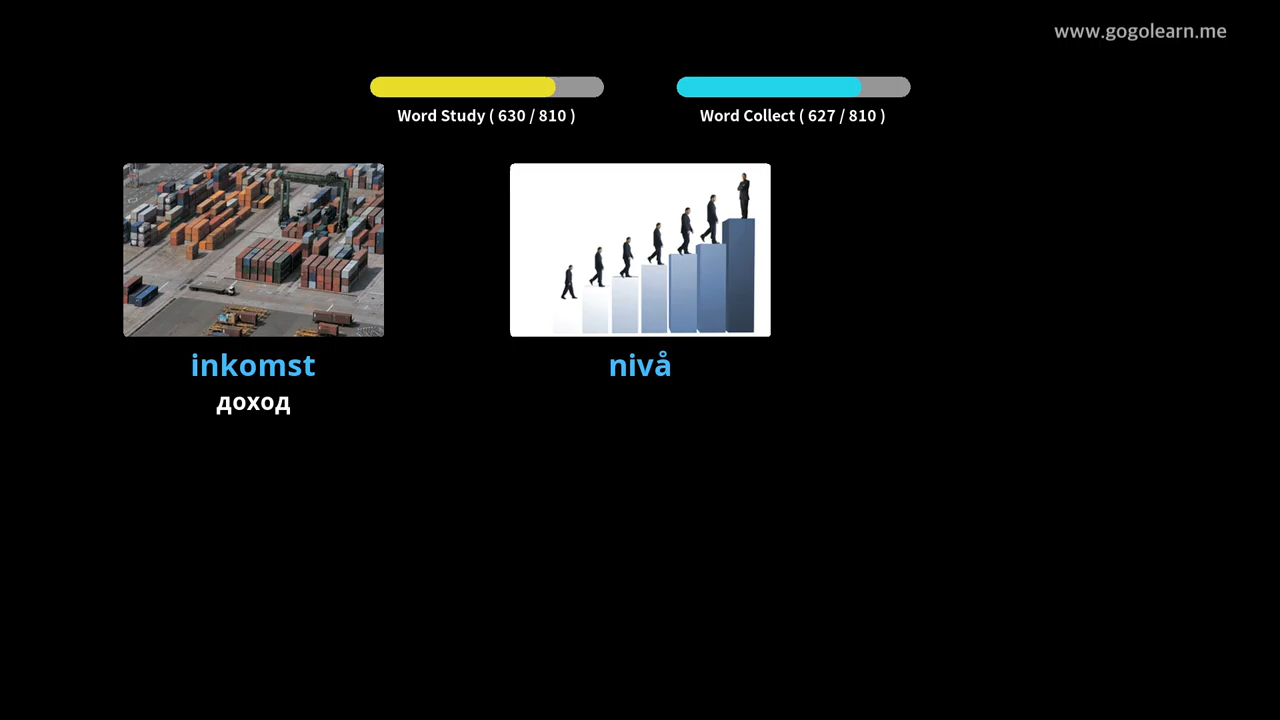 www.gogolearn.me
Word Study ( 630 / 810 )
Word Collect ( 627 / 810 )
inkomst
доход
nivå